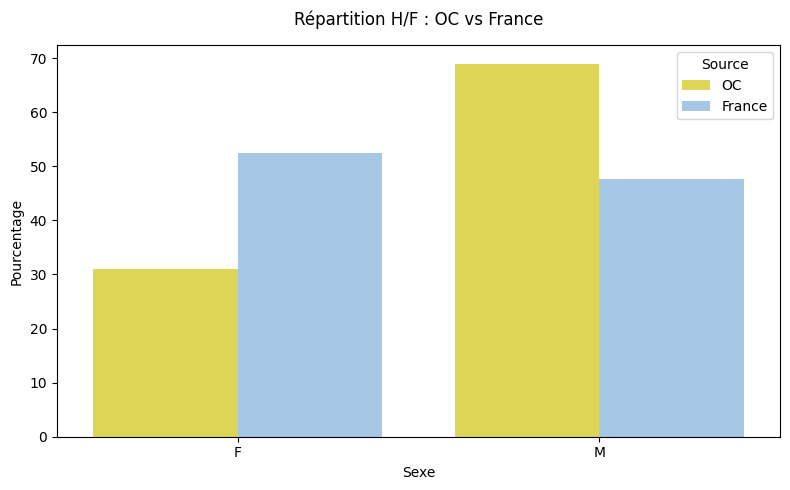 Répartition H/F : OC vs France
Source
OC
France
Pourcentage
70
60
50
40
30
20
10
0
F
M
Sexe